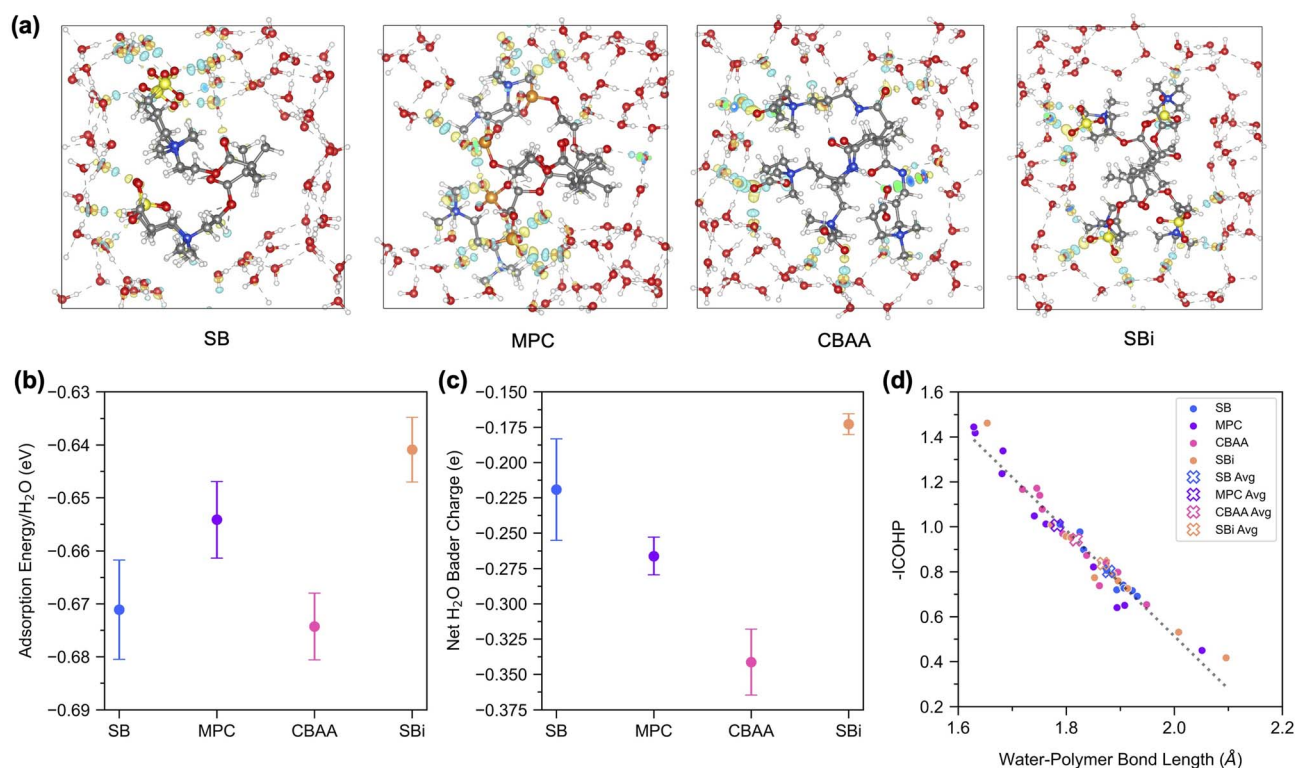 (a)
SB
MPC
CBAA
SBi
(b)
Adsorption Energy/H₂O (eV)
−0.63
−0.64
−0.65
−0.66
−0.67
−0.68
−0.69
SB
MPC
CBAA
SBi
(c)
Net H₂O Bader Charge (e)
−0.150
−0.175
−0.200
−0.225
−0.250
−0.275
−0.300
−0.325
−0.350
−0.375
SB
MPC
CBAA
SBi
(d)
-ICOHP
1.6
1.4
1.2
1.0
0.8
0.6
0.4
0.2
SB
MPC
CBAA
SBi
SB Avg
MPC Avg
CBAA Avg
SBi Avg
1.6
1.8
2.0
2.2
Water-Polymer Bond Length (Å)